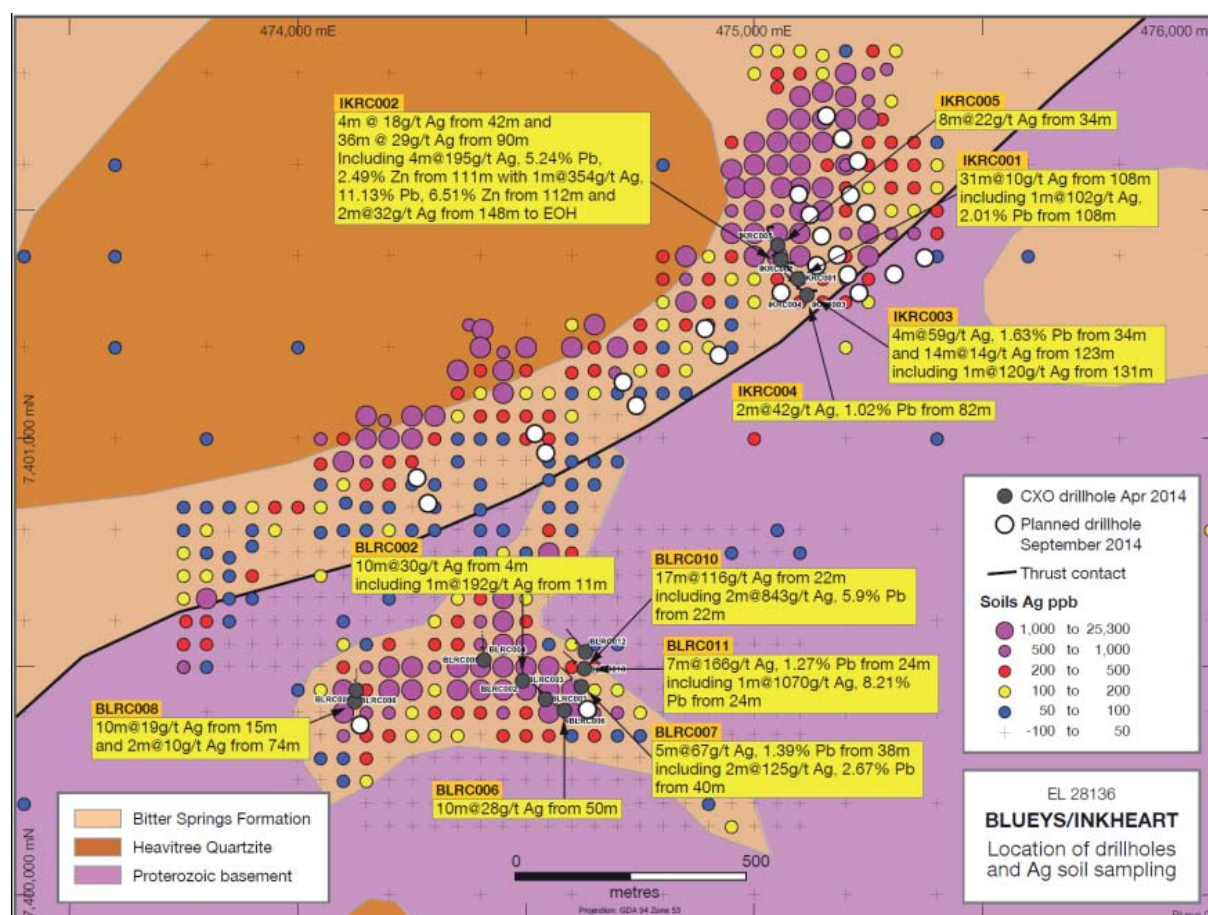 474,000 mE
475,000 mE
476,000 m
IKRC002
4m @ 18g/t Ag from 42m and
36m @ 29g/t Ag from 90m
Including 4m@195g/t Ag, 5.24% Pb,
2.49% Zn from 111m with 1m@354g/t Ag,
11.13% Pb, 6.51% Zn from 112m and
2m@32g/t Ag from 148m to EOH
IKRC005
8m@22g/t Ag from 34m
IKRC001
31m@10g/t Ag from 108m
including 1m@102g/t Ag,
2.01% Pb from 108m
IKRC004
IKRC003
4m@59g/t Ag, 1.63% Pb from 34m
and 14m@14g/t Ag from 123m
including 1m@120g/t Ag from 131m
IKRC004
2m@42g/t Ag, 1.02% Pb from 82m
7,401,000 mN
BLRC002
10m@30g/t Ag from 4m
including 1m@192g/t Ag from 11m
BLRC010
17m@116g/t Ag from 22m
including 2m@843g/t Ag, 5.9% Pb
from 22m
BLRC011
7m@166g/t Ag, 1.27% Pb from 24m
including 1m@1070g/t Ag, 8.21%
Pb from 24m
BLRC007
5m@67g/t Ag, 1.39% Pb from 38m
including 2m@125g/t Ag, 2.67% Pb
from 40m
BLRC012
BLRC004
BLRC003
BLRC002
BLRC006
BLRC008
10m@19g/t Ag from 15m
and 2m@10g/t Ag from 74m
BLRC006
10m@28g/t Ag from 50m
CXO drillhole Apr 2014
Planned drillhole
September 2014
Thrust contact
Soils Ag ppb
1,000 to 25,300
500 to 1,000
200 to 500
100 to 200
50 to 100
-100 to 50
Bitter Springs Formation
Heavitree Quartzite
Proterozoic basement
EL 28136
BLUEYS/INKHEART
Location of drillholes
and Ag soil sampling
0 500
metres
Projection: GDA 94 Zone 53
7,400,000 mN